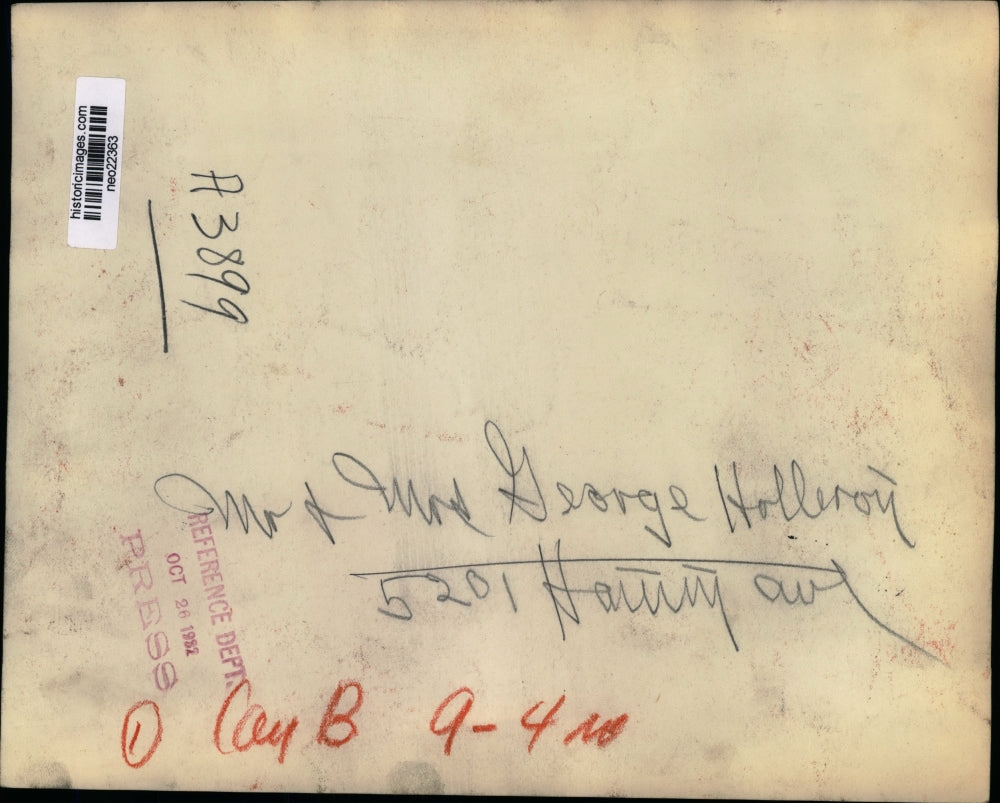 historicimages.com
neo22363
A3899
Mr & Mrs George Holleron
5201 ave
REFERENCE DEPT.
OCT 26 1932
PRESS
1 Cay B 9-4